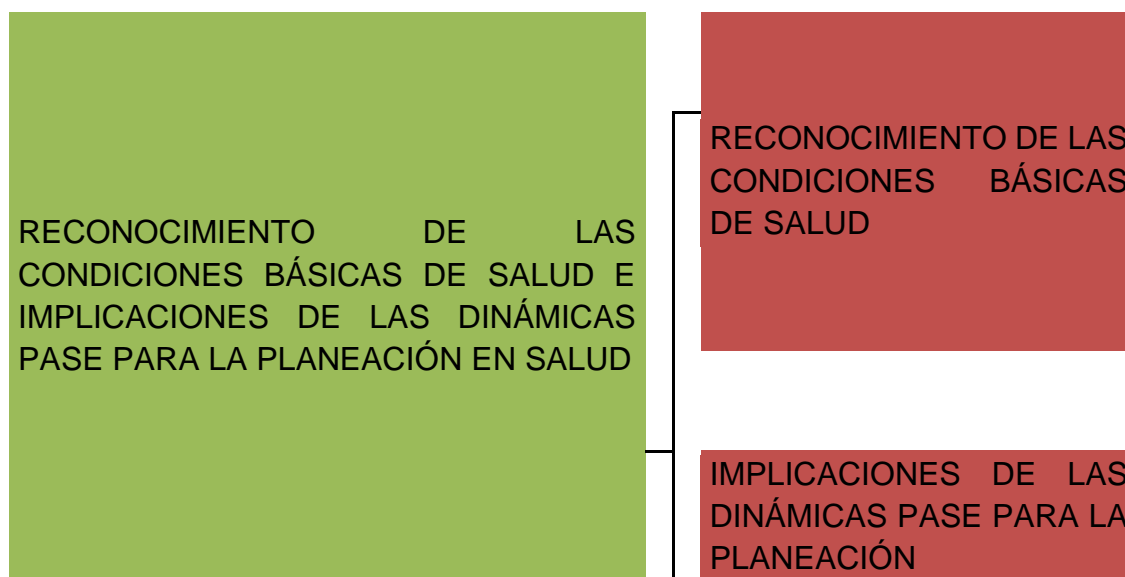 RECONOCIMIENTO DE LAS
CONDICIONES BÁSICAS DE SALUD E
IMPLICACIONES DE LAS DINÁMICAS
PASE PARA LA PLANEACIÓN EN SALUD
RECONOCIMIENTO DE LAS
CONDICIONES BÁSICAS
DE SALUD
IMPLICACIONES DE LAS
DINÁMICAS PASE PARA LA
PLANEACIÓN